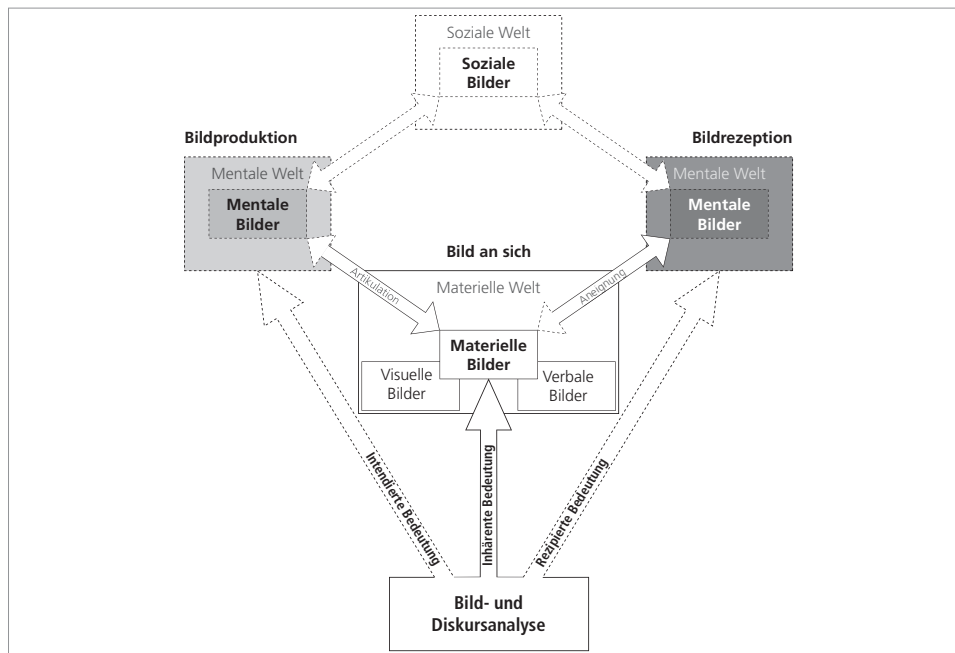 Soziale Welt
Soziale
Bilder
Bildproduktion
Bildrezeption
Mentale Welt
Mentale
Bilder
Mentale Welt
Mentale
Bilder
Bild an sich
Artikulation
Aneignung
Materielle Welt
Materielle
Bilder
Visuelle
Bilder
Verbale
Bilder
Intendierte Bedeutung
Inhärente Bedeutung
Rezipierte Bedeutung
Bild- und
Diskursanalyse